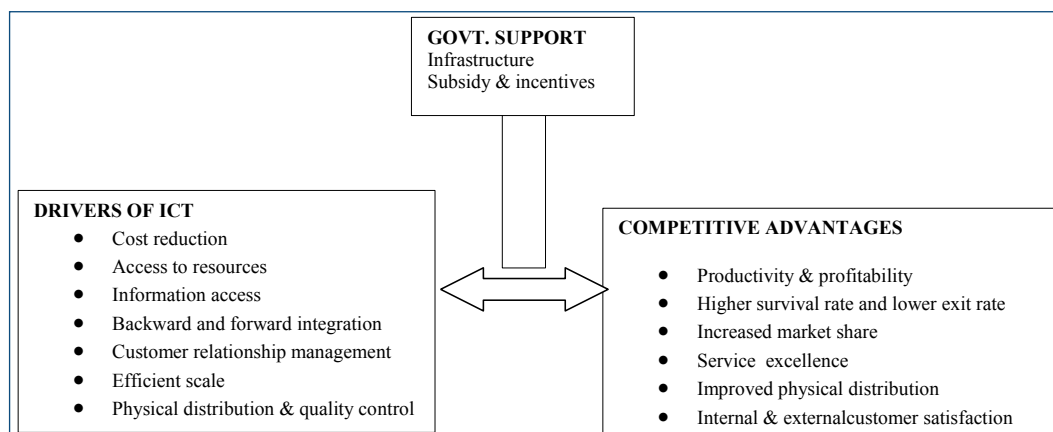 GOVT. SUPPORT
Infrastructure
Subsidy & incentives
DRIVERS OF ICT
● Cost reduction
● Access to resources
● Information access
● Backward and forward integration
● Customer relationship management
● Efficient scale
● Physical distribution & quality control
COMPETITIVE ADVANTAGES
● Productivity & profitability
● Higher survival rate and lower exit rate
● Increased market share
● Service excellence
● Improved physical distribution
● Internal & externalcustomer satisfaction